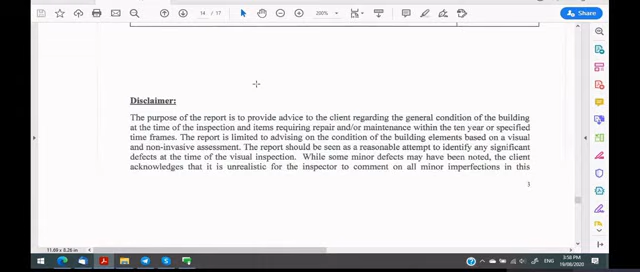 14 / 17
200%
Share
Disclaimer:
The purpose of the report is to provide advice to the client regarding the general condition of the building
at the time of the inspection and items requiring repair and/or maintenance within the ten year or specified
time frames. The report is limited to advising on the condition of the building elements based on a visual
and non-invasive assessment. The report should be seen as a reasonable attempt to identify any significant
defects at the time of the visual inspection. While some minor defects may have been noted, the client
acknowledges that it is unrealistic for the inspector to comment on all minor imperfections in this
3
11.69 x 8.26 in
ENG
3:58 PM
19/08/2020